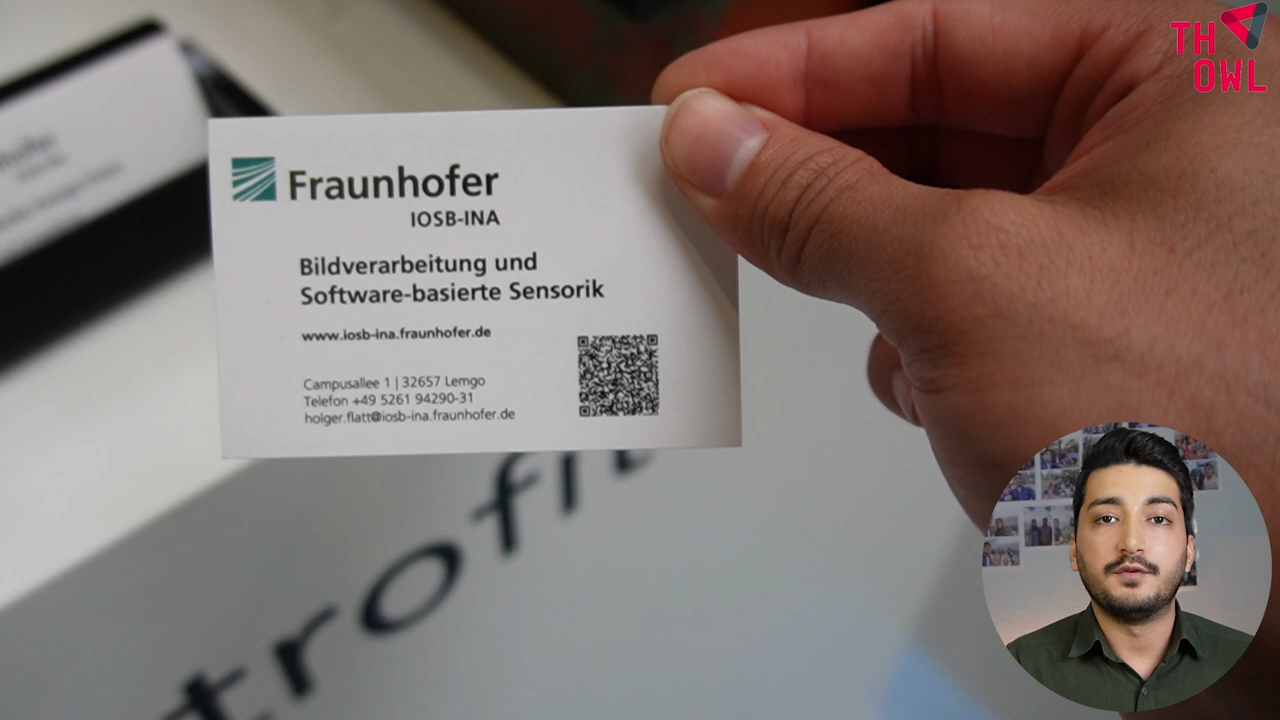 Fraunhofer
IOSB-INA
Bildverarbeitung und
Software-basierte Sensorik
www.iosb-ina.fraunhofer.de
Campusallee 1 | 32657 Lemgo
Telefon +49 5261 94290-31
holger.flatt@iosb-ina.fraunhofer.de
TH
OWL